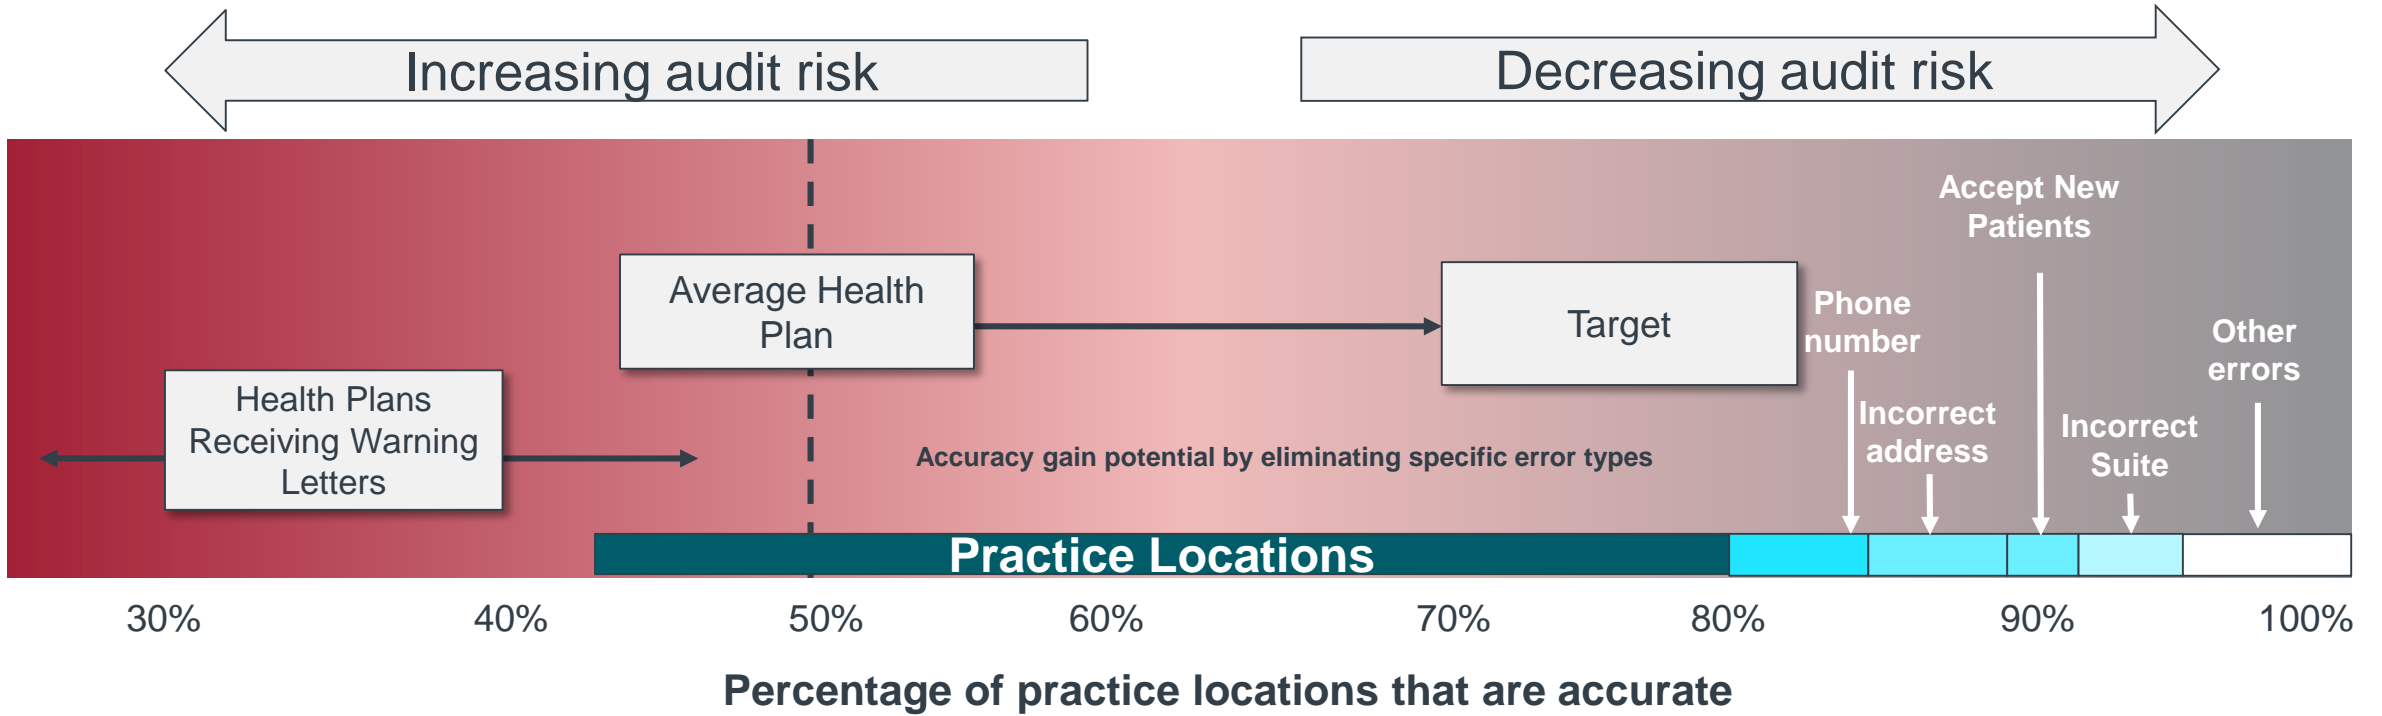 Increasing audit risk
Decreasing audit risk
Accept New
Patients
Average Health
Plan
Target
Phone
number
Other
errors
Health Plans
Receiving Warning
Letters
Accuracy gain potential by eliminating specific error types
Incorrect
address
Incorrect
Suite
Practice Locations
30%
40%
50%
60%
70%
80%
90%
100%
Percentage of practice locations that are accurate